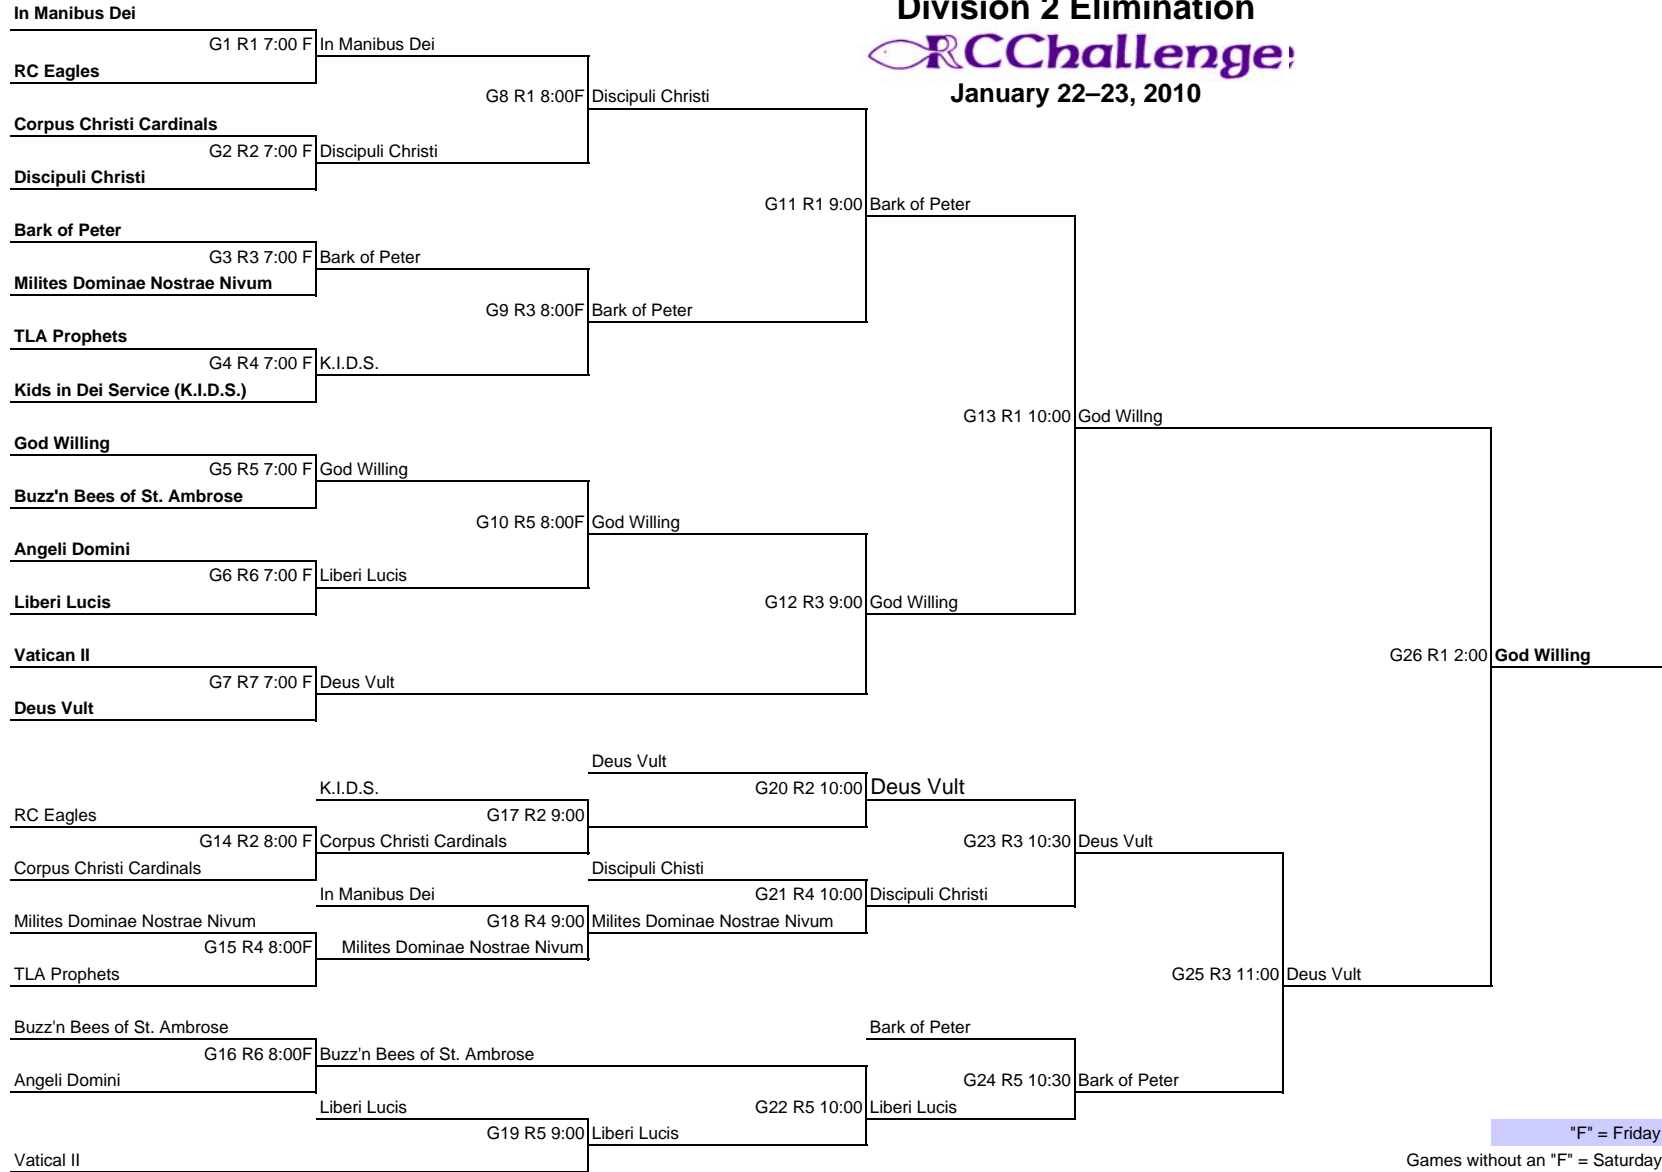 Division 2 Elimination
RCChallenge
January 22–23, 2010
In Manibus Dei
G1 R1 7:00 F In Manibus Dei
RC Eagles
G8 R1 8:00F Discipuli Christi
Corpus Christi Cardinals
G2 R2 7:00 F Discipuli Christi
Discipuli Christi
G11 R1 9:00 Bark of Peter
Bark of Peter
G3 R3 7:00 F Bark of Peter
Milites Dominae Nostrae Nivum
G9 R3 8:00F Bark of Peter
TLA Prophets
G4 R4 7:00 F K.I.D.S.
Kids in Dei Service (K.I.D.S.)
G13 R1 10:00 God Willng
God Willing
G5 R5 7:00 F God Willing
Buzz'n Bees of St. Ambrose
G10 R5 8:00F God Willing
Angeli Domini
G6 R6 7:00 F Liberi Lucis
Liberi Lucis
G12 R3 9:00 God Willing
Vatican II
G26 R1 2:00 God Willing
G7 R7 7:00 F Deus Vult
Deus Vult
Deus Vult
K.I.D.S.
G20 R2 10:00 Deus Vult
RC Eagles
G17 R2 9:00
G14 R2 8:00 F Corpus Christi Cardinals
G23 R3 10:30 Deus Vult
Corpus Christi Cardinals
Discipuli Chisti
In Manibus Dei
G21 R4 10:00 Discipuli Christi
Milites Dominae Nostrae Nivum
G18 R4 9:00 Milites Dominae Nostrae Nivum
G15 R4 8:00F Milites Dominae Nostrae Nivum
TLA Prophets
G25 R3 11:00 Deus Vult
Buzz'n Bees of St. Ambrose
Bark of Peter
G16 R6 8:00F Buzz'n Bees of St. Ambrose
Angeli Domini
G24 R5 10:30 Bark of Peter
Liberi Lucis
G22 R5 10:00 Liberi Lucis
G19 R5 9:00 Liberi Lucis
"F" = Friday
Vatical II
Games without an "F" = Saturday